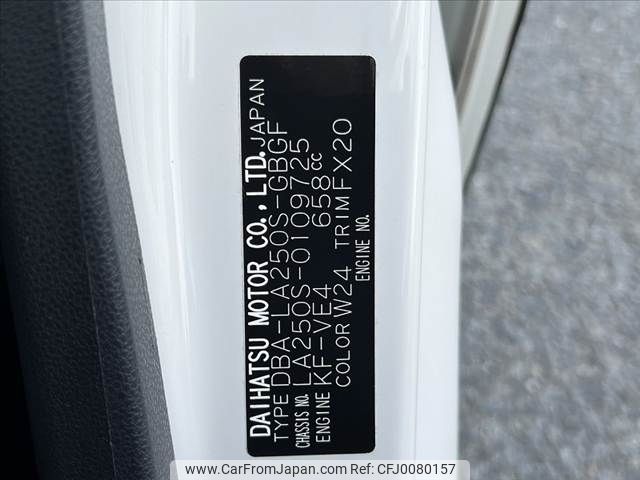 DAIHATSU MOTOR CO., LTD. JAPAN
TYPE DBA-LA250S-GBGF
CHASSIS NO. LA250S-0109725
ENGINE KF-VE4 658cc
COLOR W24 TRIM FX20
ENGINE NO.
www.CarFromJapan.com CFJ0080157